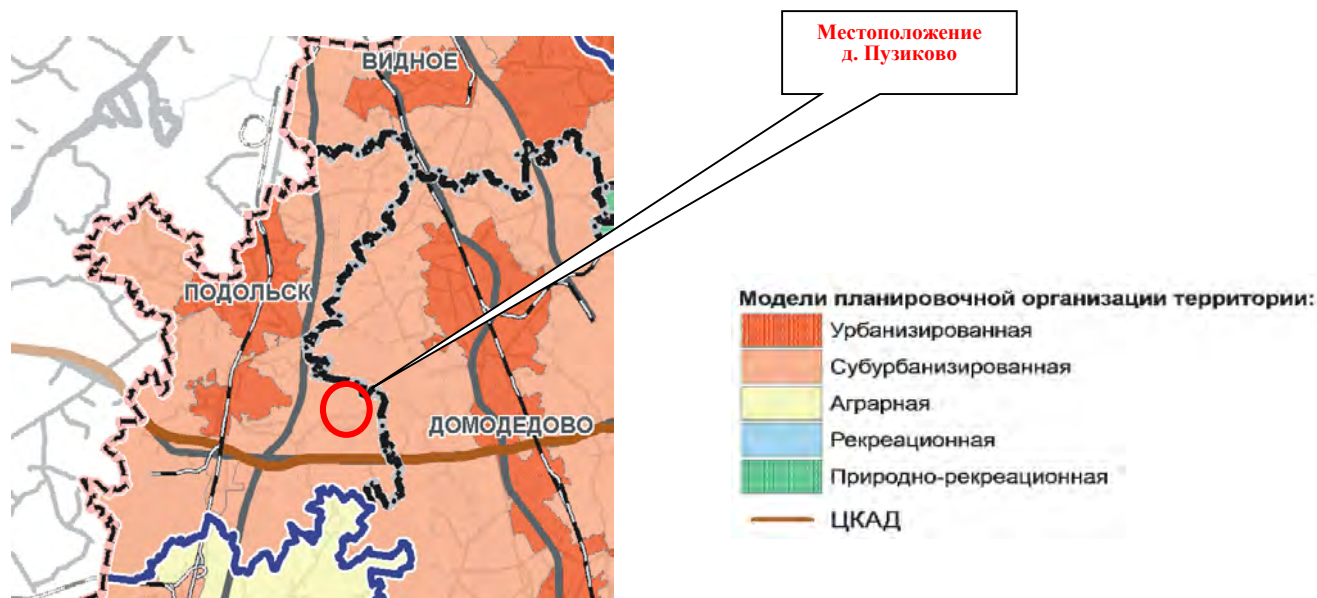 Местоположение
д. Пузиково
ВИДНОЕ
ПОДОЛЬСК
ДОМОДЕДОВО
Модели планировочной организации территории:
Урбанизированная
Субурбанизированная
Аграрная
Рекреационная
Природно-рекреационная
ЦКАД